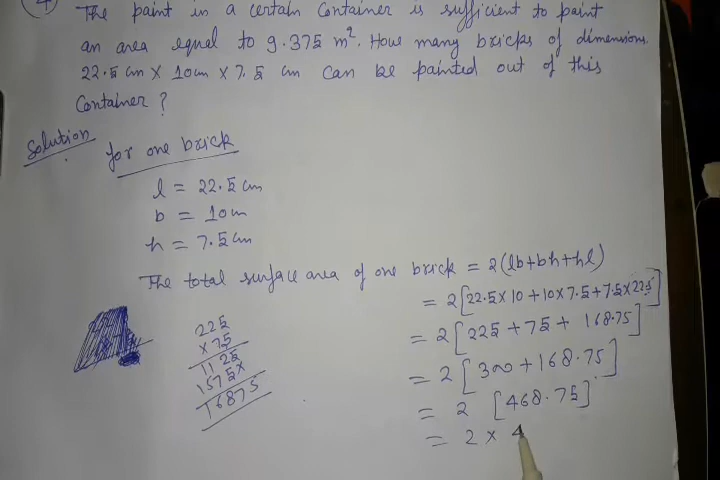 The paint in a certain Container is sufficient to paint
an area equal to 9.375 m². How many bricks of dimensions
22.5 cm × 10cm × 7.5 cm can be painted out of this
Container?
Solution
for one brick
l = 22.5 cm
b = 10cm
h = 7.5 cm
The total surface area of one brick = 2(lb+bh+hl)
= 2[22.5×10+10×7.5+7.5×22.5]
= 2[225+75+ 168.75]
= 2[300+168.75]
= 2 [468.75]
= 2 × 4
225
× 75
1125
1575×
16875